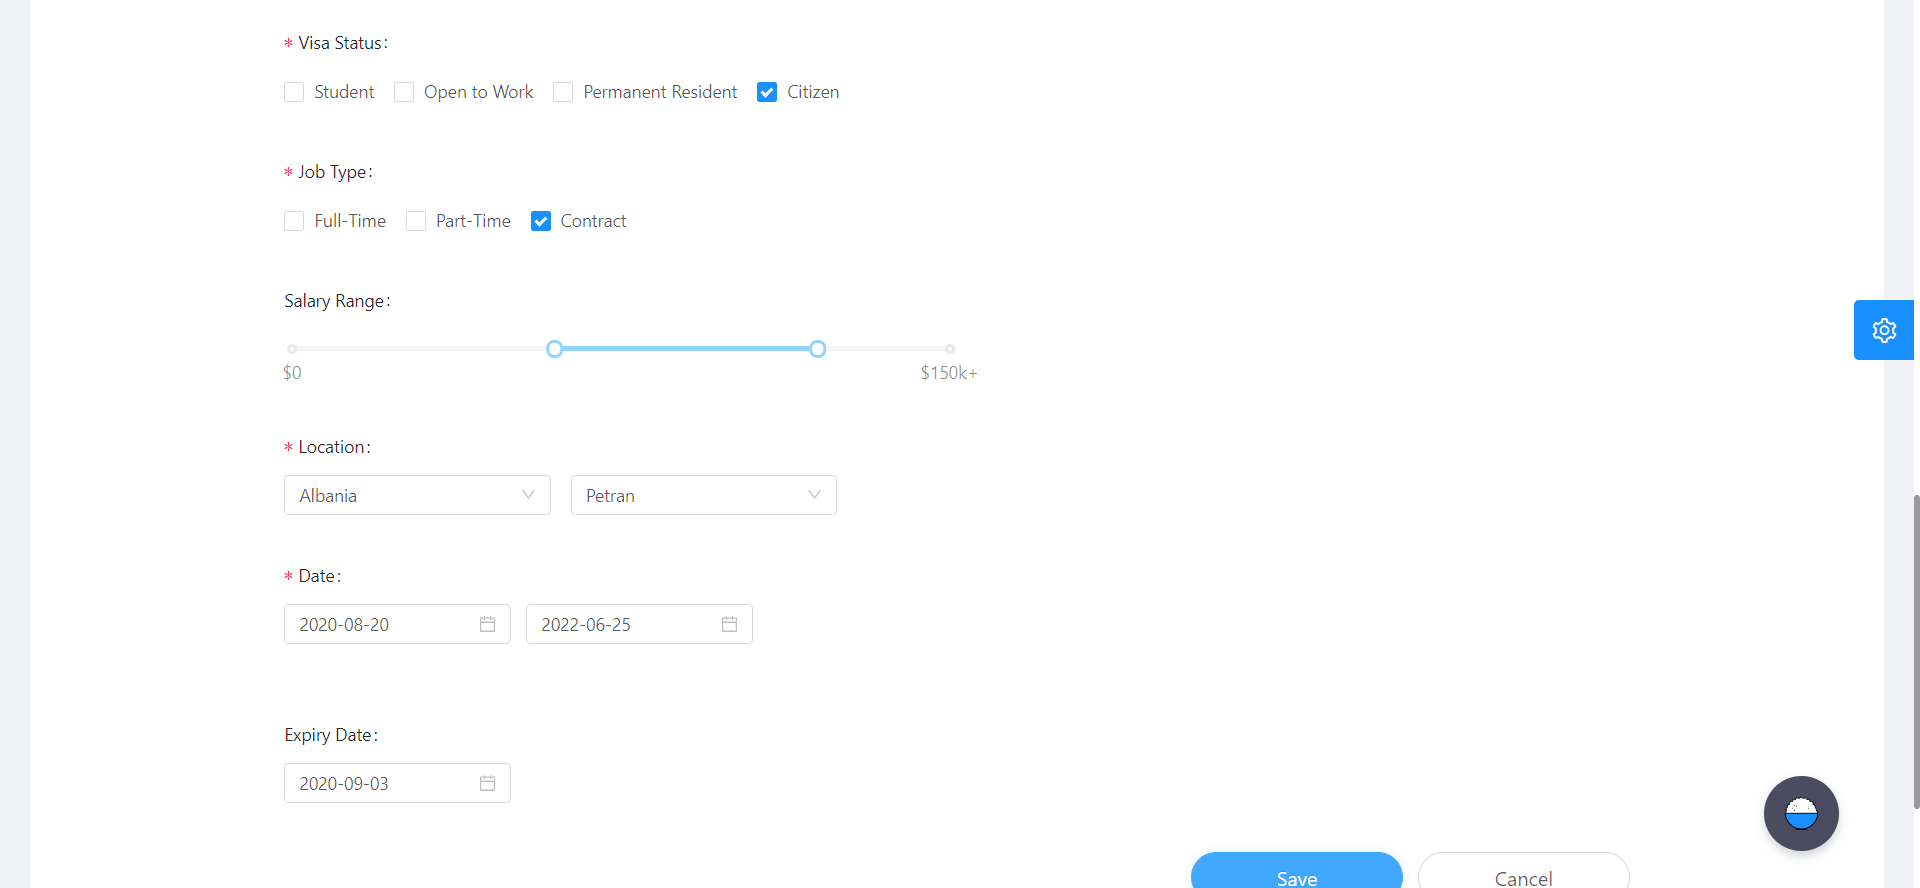 * Visa Status:
Student Open to Work Permanent Resident Citizen
* Job Type:
Full-Time Part-Time Contract
Salary Range:
$0 $150k+
* Location:
Albania Petran
* Date:
2020-08-20 2022-06-25
Expiry Date:
2020-09-03
Save Cancel